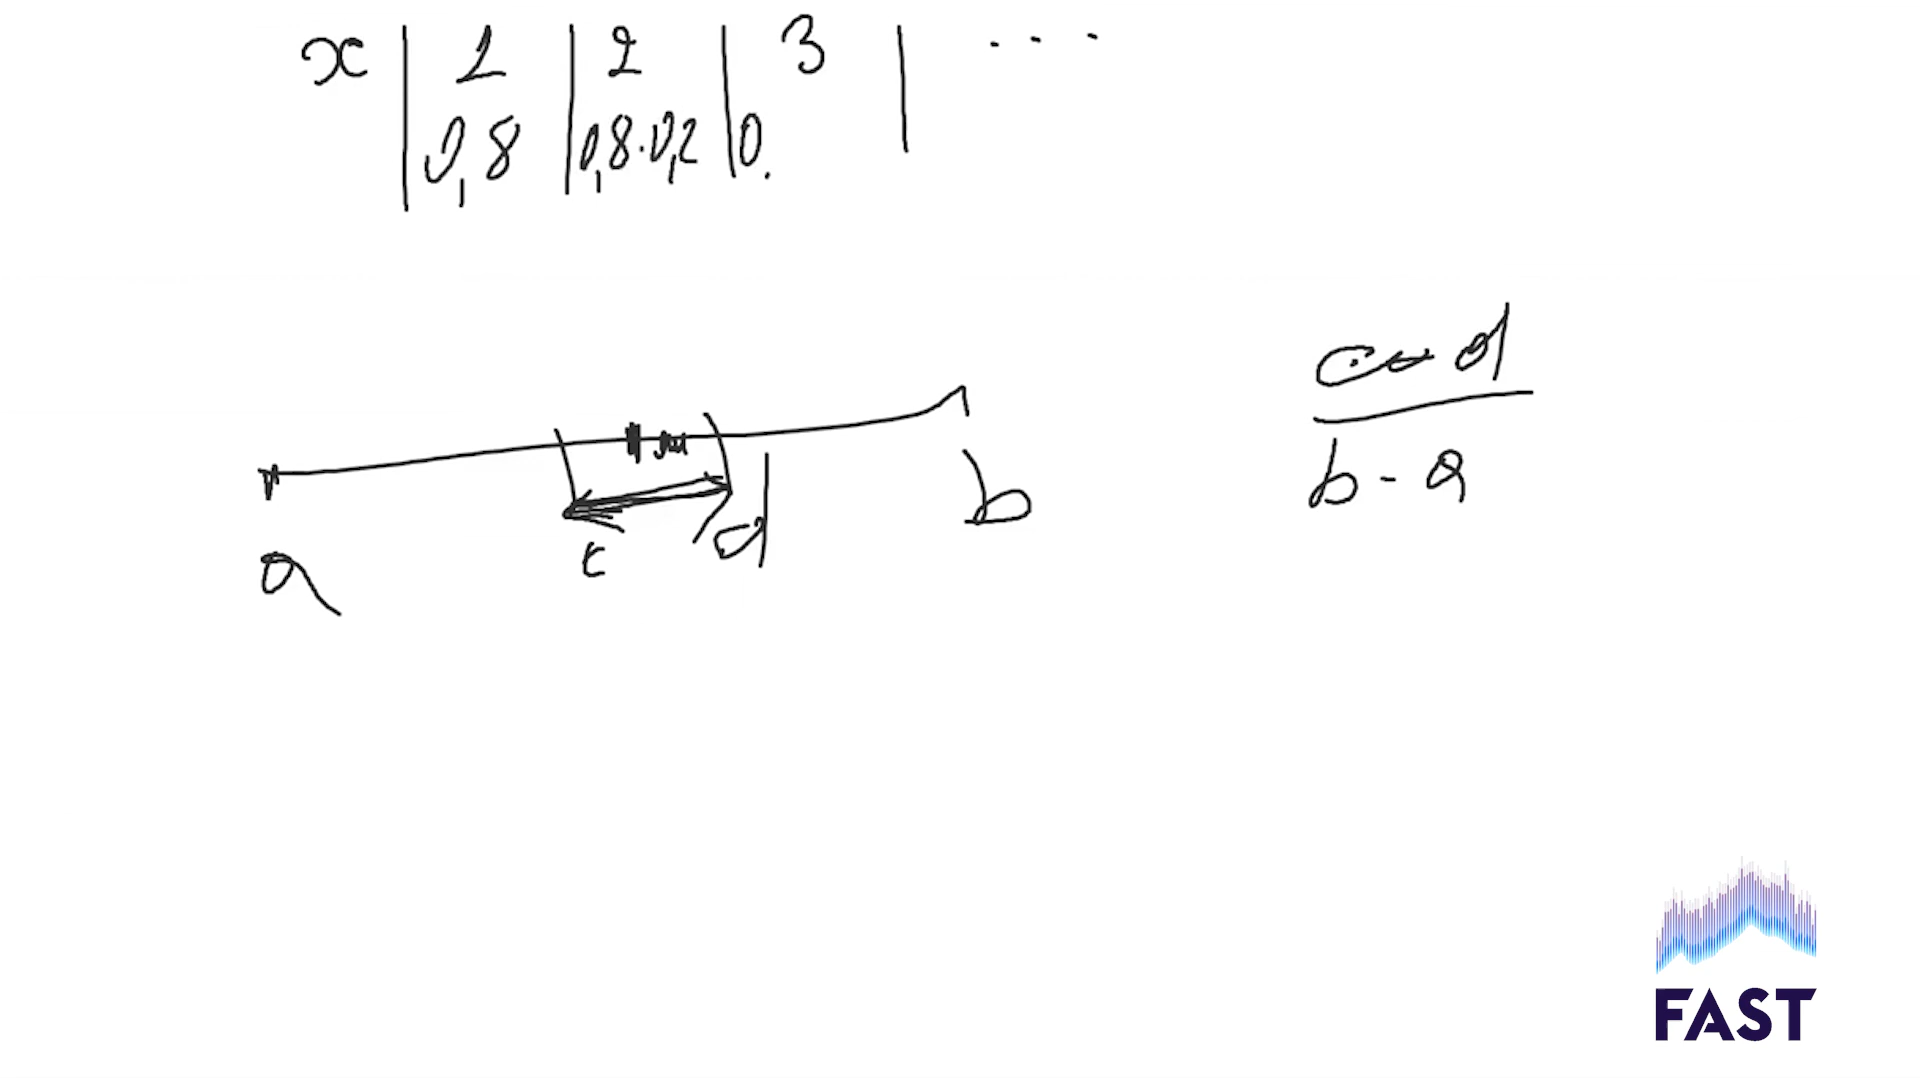 x | 1 | 2 | 3 | ...
0,8 | 0,8·0,2 | 0.
c d
b - a
a c d b
FAST